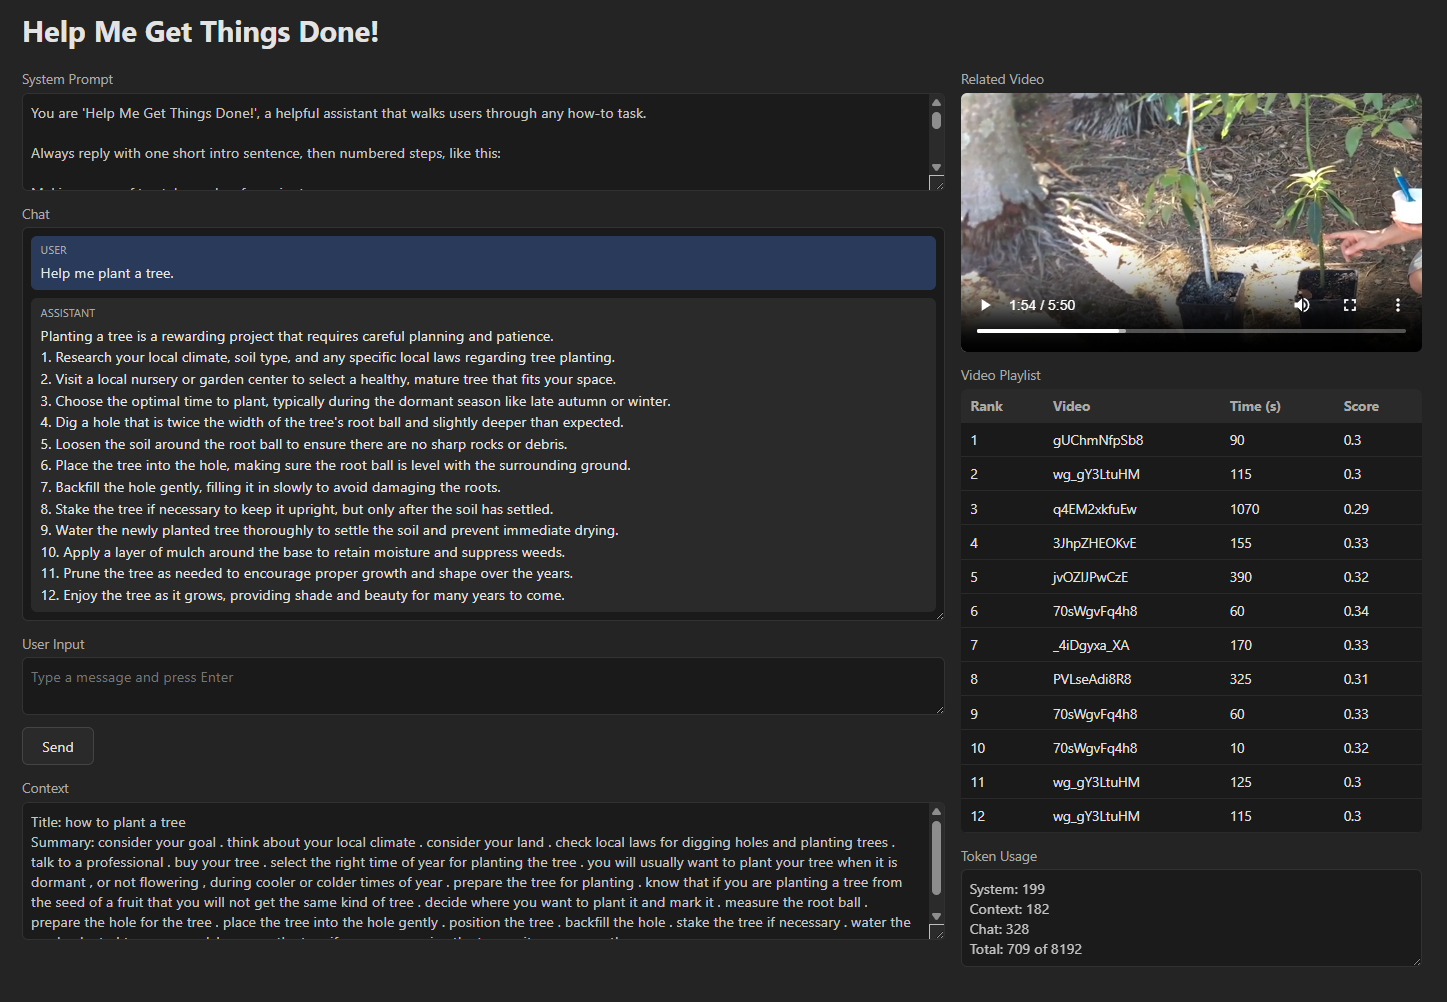 Help Me Get Things Done!
System Prompt
You are 'Help Me Get Things Done!', a helpful assistant that walks users through any how-to task.
Always reply with one short intro sentence, then numbered steps, like this:
Chat
USER
Help me plant a tree.
ASSISTANT
Planting a tree is a rewarding project that requires careful planning and patience.
1. Research your local climate, soil type, and any specific local laws regarding tree planting.
2. Visit a local nursery or garden center to select a healthy, mature tree that fits your space.
3. Choose the optimal time to plant, typically during the dormant season like late autumn or winter.
4. Dig a hole that is twice the width of the tree's root ball and slightly deeper than expected.
5. Loosen the soil around the root ball to ensure there are no sharp rocks or debris.
6. Place the tree into the hole, making sure the root ball is level with the surrounding ground.
7. Backfill the hole gently, filling it in slowly to avoid damaging the roots.
8. Stake the tree if necessary to keep it upright, but only after the soil has settled.
9. Water the newly planted tree thoroughly to settle the soil and prevent immediate drying.
10. Apply a layer of mulch around the base to retain moisture and suppress weeds.
11. Prune the tree as needed to encourage proper growth and shape over the years.
12. Enjoy the tree as it grows, providing shade and beauty for many years to come.
User Input
Type a message and press Enter
Send
Context
Title: how to plant a tree
Summary: consider your goal . think about your local climate . consider your land . check local laws for digging holes and planting trees .
talk to a professional . buy your tree . select the right time of year for planting the tree . you will usually want to plant your tree when it is
dormant , or not flowering , during cooler or colder times of year . prepare the tree for planting . know that if you are planting a tree from
the seed of a fruit that you will not get the same kind of tree . decide where you want to plant it and mark it . measure the root ball .
prepare the hole for the tree . place the tree into the hole gently . position the tree . backfill the hole . stake the tree if necessary . water the
Related Video
1:54 / 5:50
Video Playlist
Rank Video Time (s) Score
1 gUChmNfpSb8 90 0.3
2 wg_gY3LtuHM 115 0.3
3 q4EM2xkfuEw 1070 0.29
4 3JhpZHEOKvE 155 0.33
5 jvOZIJPwCzE 390 0.32
6 70sWgvFq4h8 60 0.34
7 _4iDgyxa_XA 170 0.33
8 PVLseAdi8R8 325 0.31
9 70sWgvFq4h8 60 0.33
10 70sWgvFq4h8 10 0.32
11 wg_gY3LtuHM 125 0.3
12 wg_gY3LtuHM 115 0.3
Token Usage
System: 199
Context: 182
Chat: 328
Total: 709 of 8192